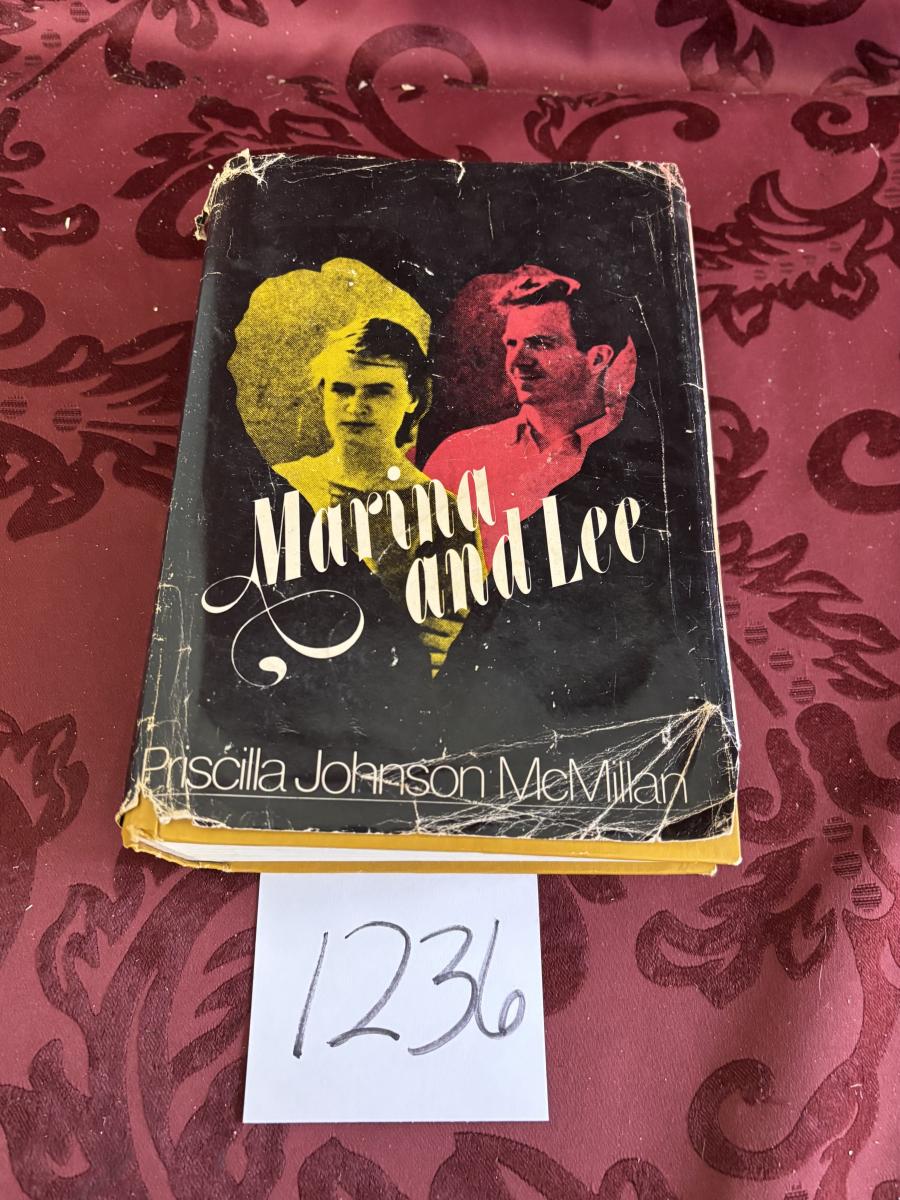 Marina
and Lee
Priscilla Johnson McMillan
1236